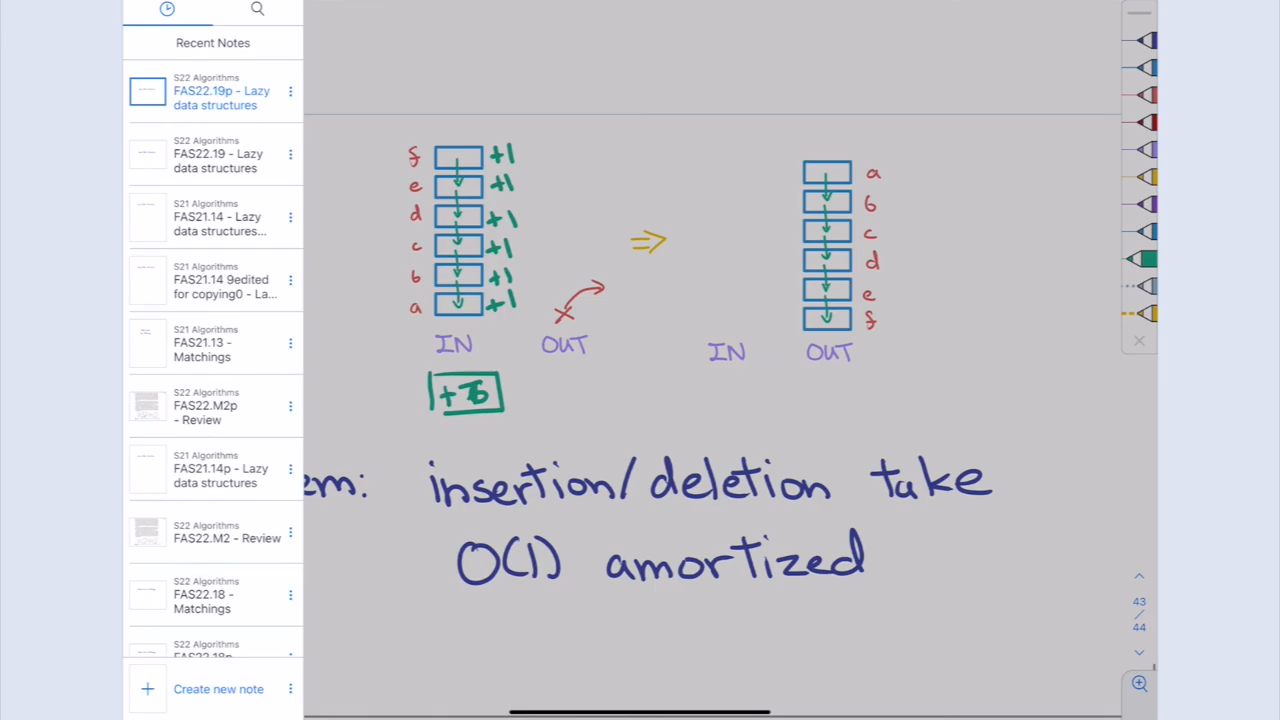 Recent Notes
S22 Algorithms
FAS22.19p - Lazy
data structures
S22 Algorithms
FAS22.19 - Lazy
data structures
S21 Algorithms
FAS21.14 - Lazy
data structures...
S21 Algorithms
FAS21.14 9edited
for copying0 - La...
S21 Algorithms
FAS21.13 -
Matchings
S22 Algorithms
FAS22.M2p
- Review
S21 Algorithms
FAS21.14p - Lazy
data structures
S22 Algorithms
FAS22.M2 - Review
S22 Algorithms
FAS22.18 -
Matchings
S22 Algorithms
FAS22.18p -
Create new note
f +1
e +1
d +1
c +1
b +1
a +1
IN OUT
⇒
a
b
c
d
e
f
IN OUT
em: insertion/deletion take
O(1) amortized
43
/
44